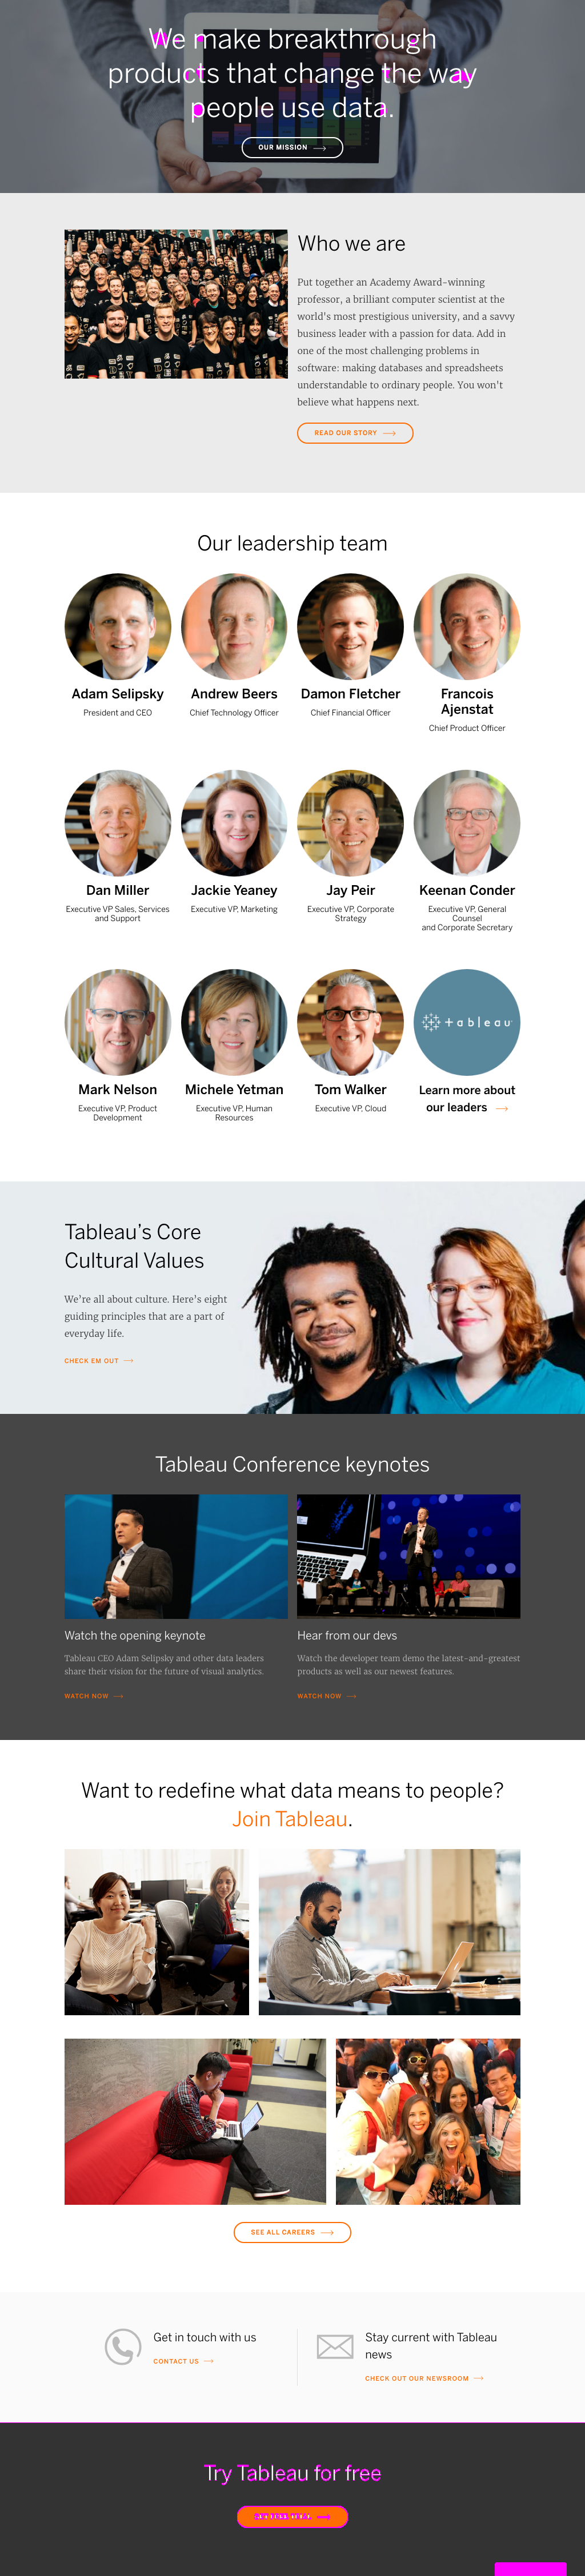 We make breakthrough
products that change the way
people use data.
OUR MISSION
Who we are
Put together an Academy Award-winning
professor, a brilliant computer scientist at the
world's most prestigious university, and a savvy
business leader with a passion for data. Add in
one of the most challenging problems in
software: making databases and spreadsheets
understandable to ordinary people. You won't
believe what happens next.
READ OUR STORY
Our leadership team
Adam Selipsky
President and CEO
Andrew Beers
Chief Technology Officer
Damon Fletcher
Chief Financial Officer
Francois
Ajenstat
Chief Product Officer
Dan Miller
Executive VP Sales, Services
and Support
Jackie Yeaney
Executive VP, Marketing
Jay Peir
Executive VP, Corporate
Strategy
Keenan Conder
Executive VP, General
Counsel
and Corporate Secretary
Mark Nelson
Executive VP, Product
Development
Michele Yetman
Executive VP, Human
Resources
Tom Walker
Executive VP, Cloud
+ableau
Learn more about
our leaders
Tableau's Core
Cultural Values
We're all about culture. Here's eight
guiding principles that are a part of
everyday life.
CHECK EM OUT
Tableau Conference keynotes
Watch the opening keynote
Tableau CEO Adam Selipsky and other data leaders
share their vision for the future of visual analytics.
WATCH NOW
Hear from our devs
Watch the developer team demo the latest-and-greatest
products as well as our newest features.
WATCH NOW
Want to redefine what data means to people?
Join Tableau.
SEE ALL CAREERS
Get in touch with us
CONTACT US
Stay current with Tableau
news
CHECK OUT OUR NEWSROOM
Try Tableau for free